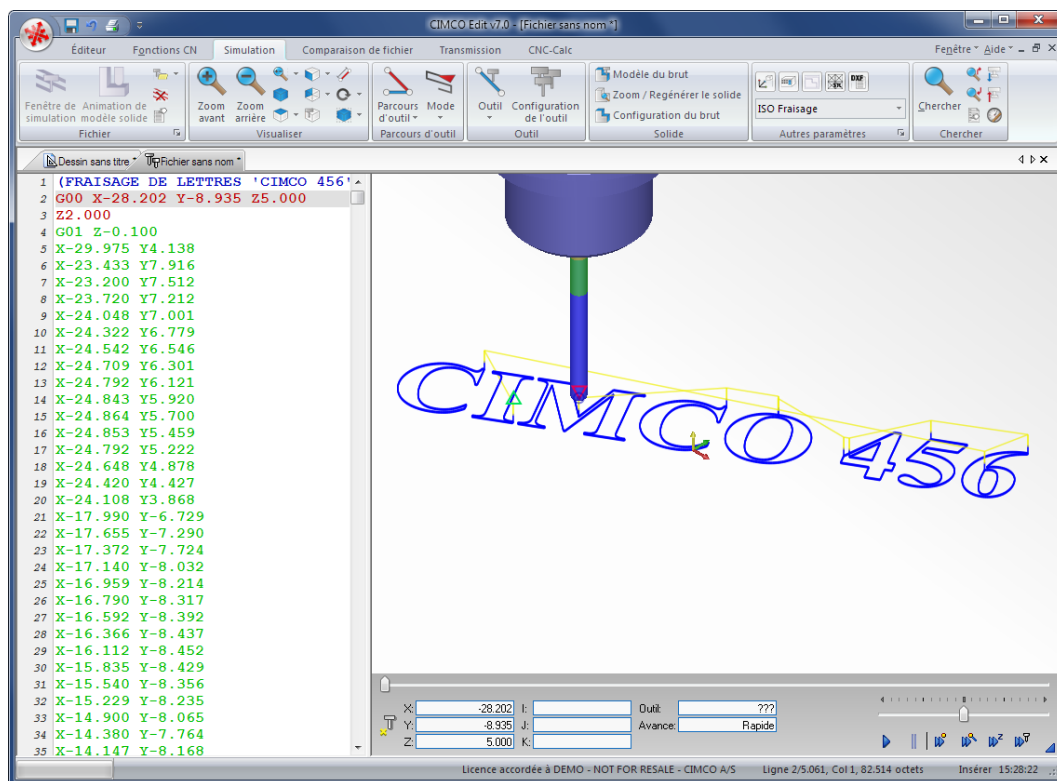 CIMCO Edit v7.0 - [Fichier sans nom *]
Éditeur Fonctions CN Simulation Comparaison de fichier Transmission CNC-Calc Fenêtre Aide
Fenêtre de simulation
Animation de modèle solide
Fichier
Zoom avant
Zoom arrière
Visualiser
Parcours d'outil
Mode
Parcours d'outil
Outil
Configuration de l'outil
Outil
Modèle du brut
Zoom / Regénérer le solide
Configuration du brut
Solide
DXF
ISO Fraisage
Autres paramètres
Chercher
Chercher
Dessin sans titre * Fichier sans nom *
1 (FRAISAGE DE LETTRES 'CIMCO 456'
2 G00 X-28.202 Y-8.935 Z5.000
3 Z2.000
4 G01 Z-0.100
5 X-29.975 Y4.138
6 X-23.433 Y7.916
7 X-23.200 Y7.512
8 X-23.720 Y7.212
9 X-24.048 Y7.001
10 X-24.322 Y6.779
11 X-24.542 Y6.546
12 X-24.709 Y6.301
13 X-24.792 Y6.121
14 X-24.843 Y5.920
15 X-24.864 Y5.700
16 X-24.853 Y5.459
17 X-24.792 Y5.222
18 X-24.648 Y4.878
19 X-24.420 Y4.427
20 X-24.108 Y3.868
21 X-17.990 Y-6.729
22 X-17.655 Y-7.290
23 X-17.372 Y-7.724
24 X-17.140 Y-8.032
25 X-16.959 Y-8.214
26 X-16.790 Y-8.317
27 X-16.592 Y-8.392
28 X-16.366 Y-8.437
29 X-16.112 Y-8.452
30 X-15.835 Y-8.429
31 X-15.540 Y-8.356
32 X-15.229 Y-8.235
33 X-14.900 Y-8.065
34 X-14.380 Y-7.764
35 X-14.147 Y-8.168
CIMCO 456
X: -28.202 I: Outil: ???
Y: -8.935 J: Avance: Rapide
Z: 5.000 K:
Licence accordée à DEMO - NOT FOR RESALE - CIMCO A/S Ligne 2/5.061, Col 1, 82.514 octets Insérer 15:28:22